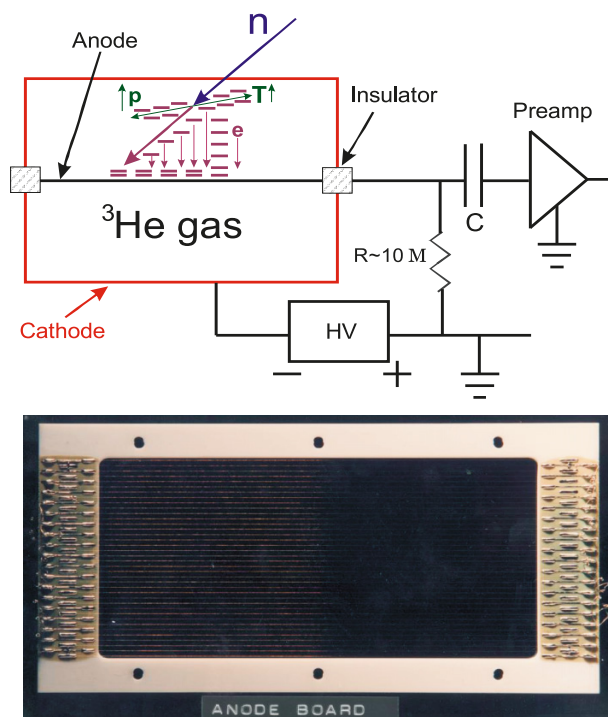 n
Anode
p
T
Insulator
Preamp
e
³He gas
C
R~10 M
Cathode
HV
− +
ANODE BOARD